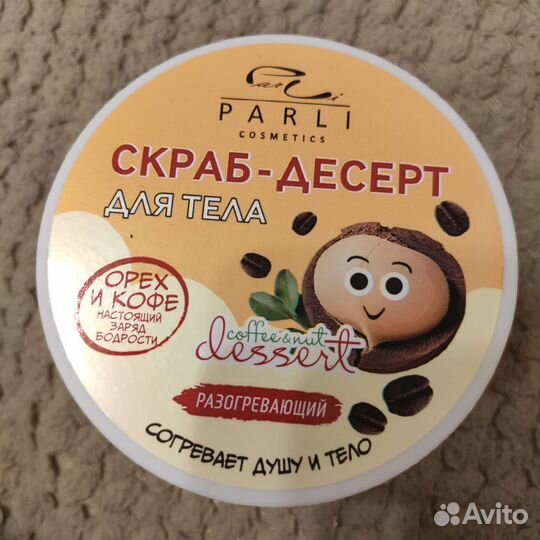 Parli
PARLI
COSMETICS
СКРАБ-ДЕСЕРТ
ДЛЯ ТЕЛА
ОРЕХ
И КОФЕ
НАСТОЯЩИЙ
ЗАРЯД
БОДРОСТИ
coffee & nut
dessert
РАЗОГРЕВАЮЩИЙ
СОГРЕВАЕТ ДУШУ И ТЕЛО
Avito